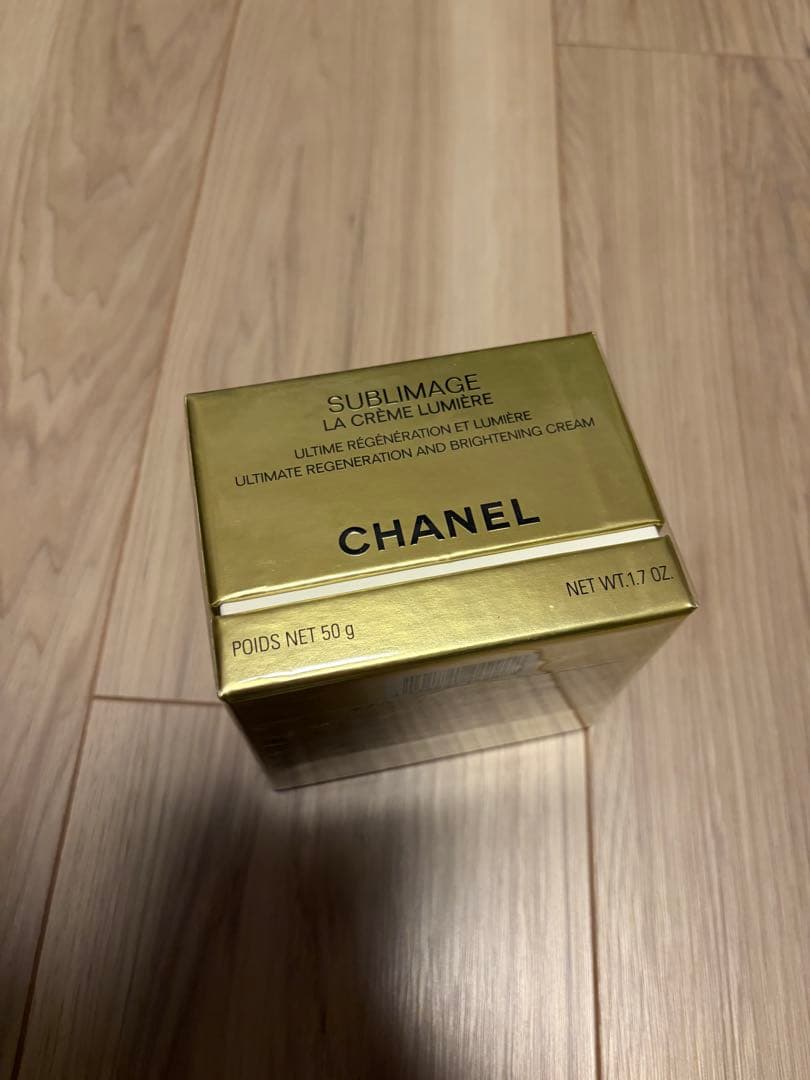 SUBLIMAGE
LA CRÈME LUMIÈRE
ULTIME RÉGÉNÉRATION ET LUMIÈRE
ULTIMATE REGENERATION AND BRIGHTENING CREAM
CHANEL
POIDS NET 50 g
NET WT.1.7 OZ.